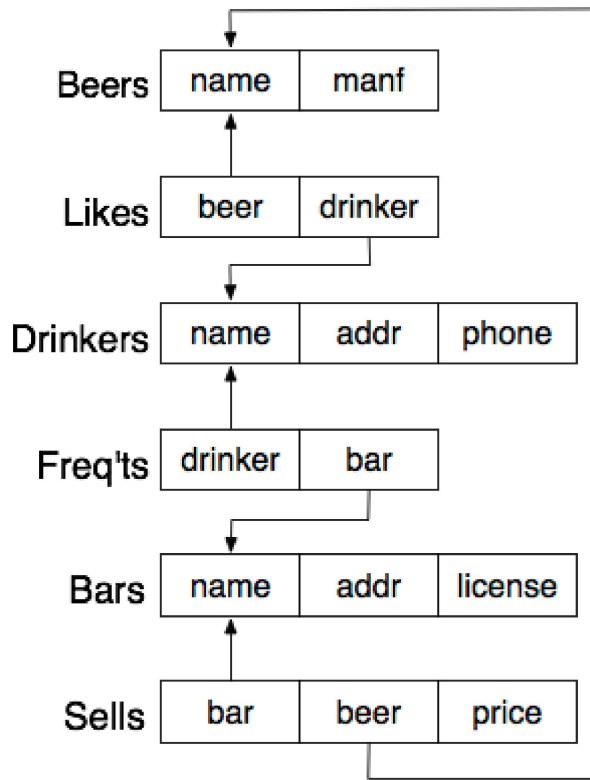 Beers name manf
Likes beer drinker
Drinkers name addr phone
Freq'ts drinker bar
Bars name addr license
Sells bar beer price